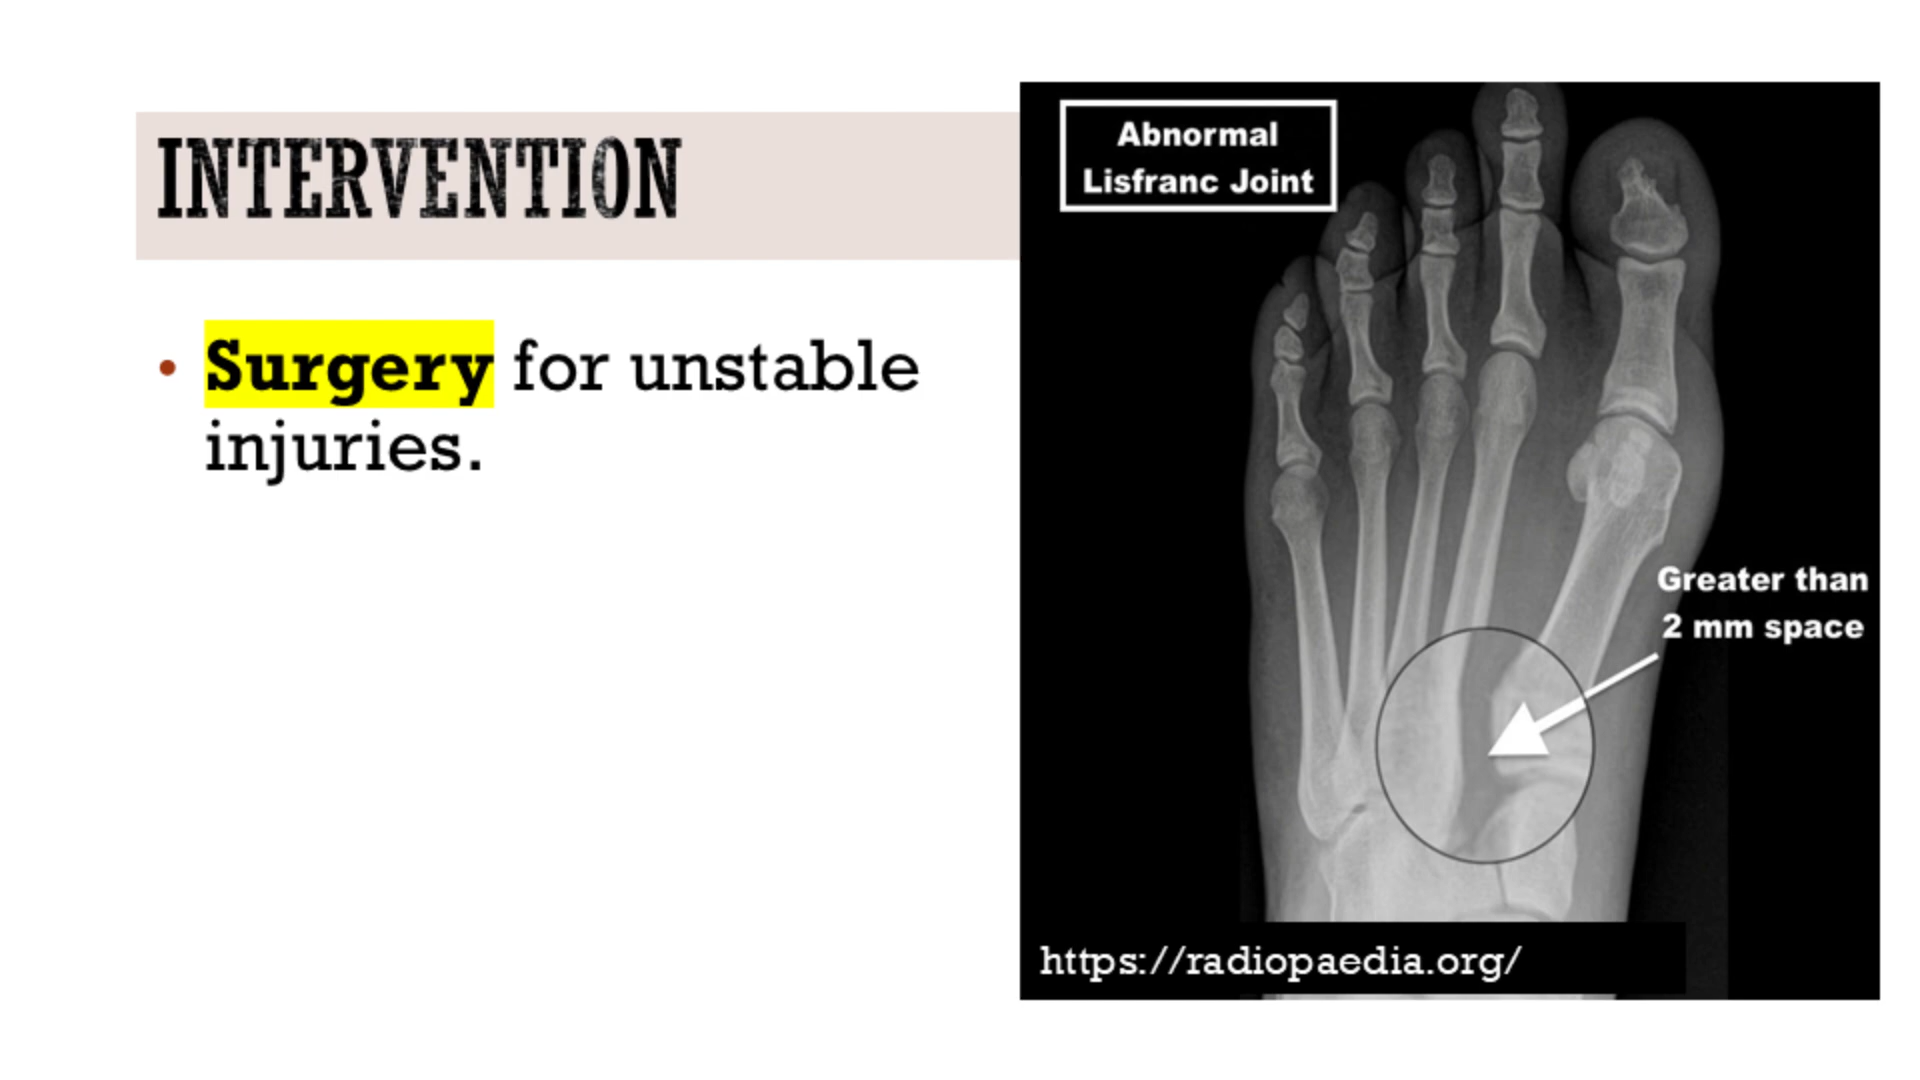 INTERVENTION
• Surgery for unstable
injuries.
Abnormal
Lisfranc Joint
Greater than
2 mm space
https://radiopaedia.org/